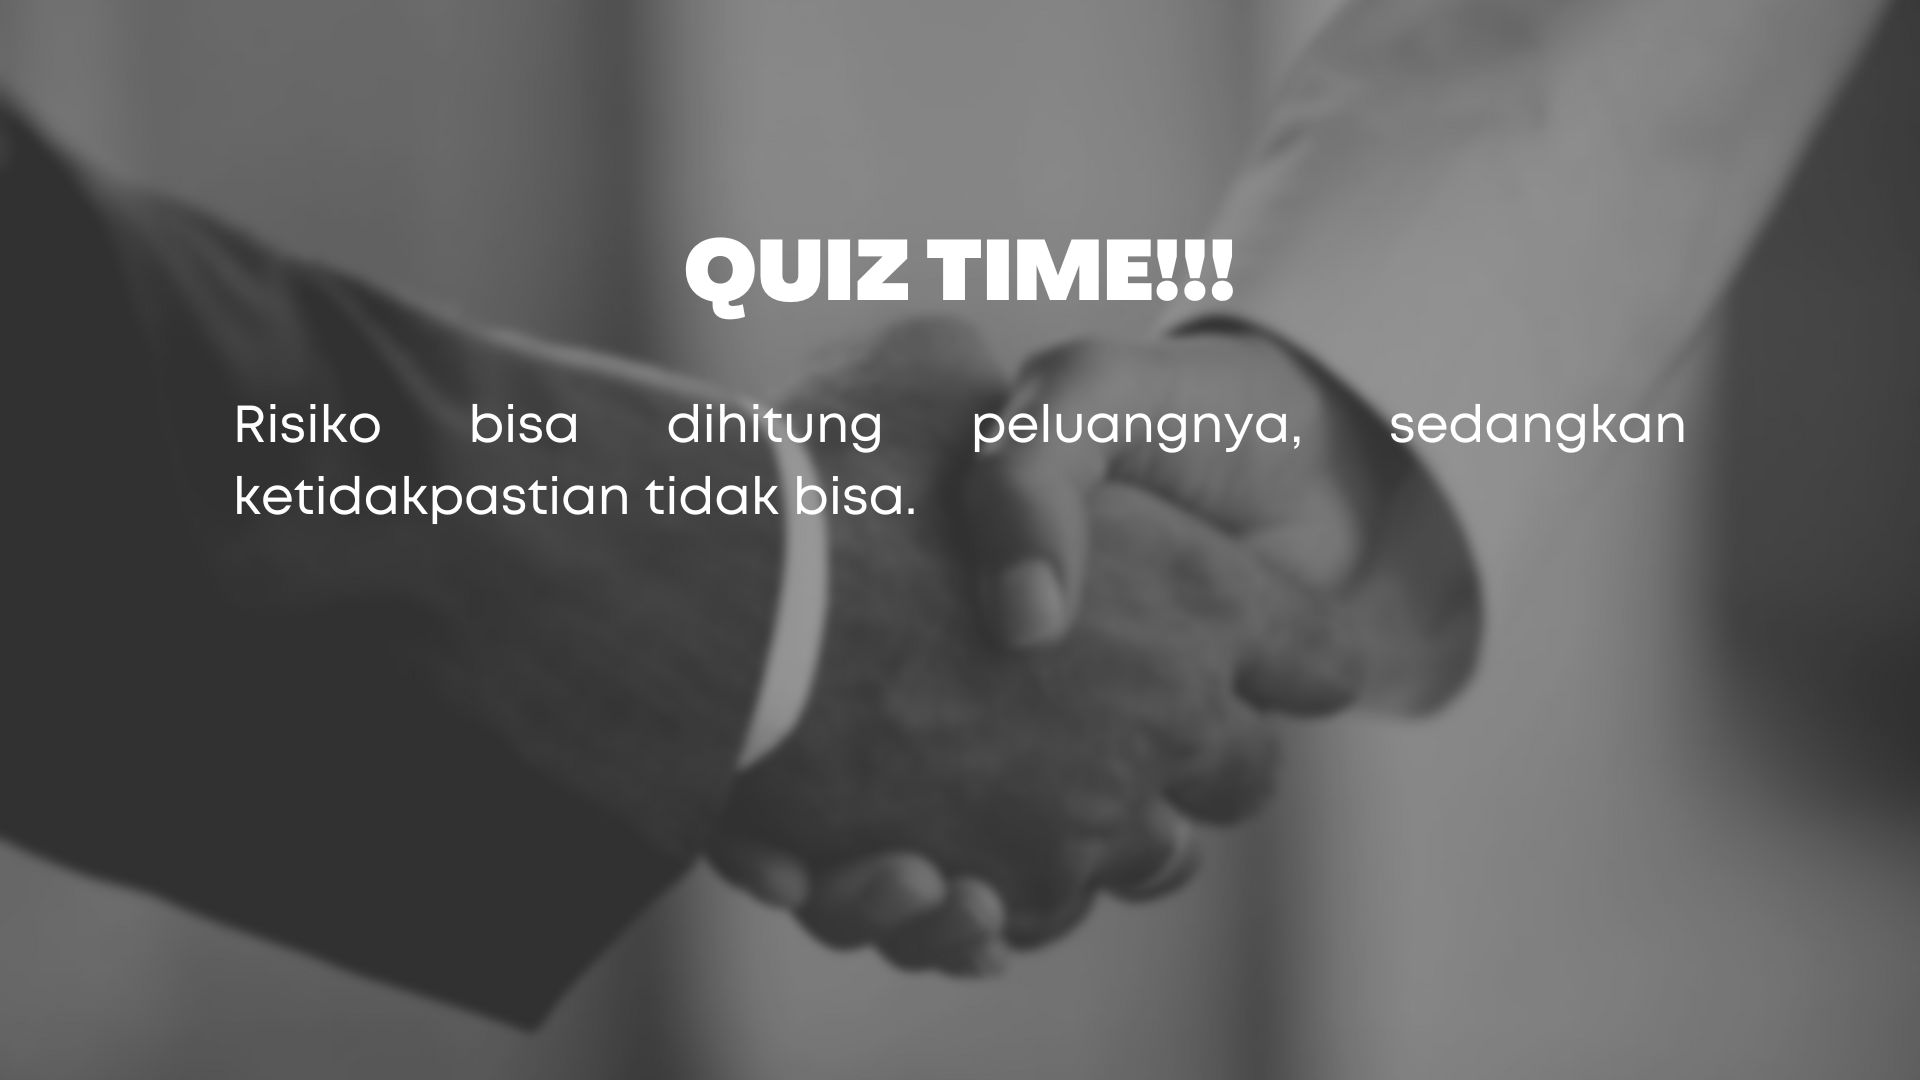 QUIZ TIME!!!
Risiko bisa dihitung peluangnya, sedangkan
ketidakpastian tidak bisa.